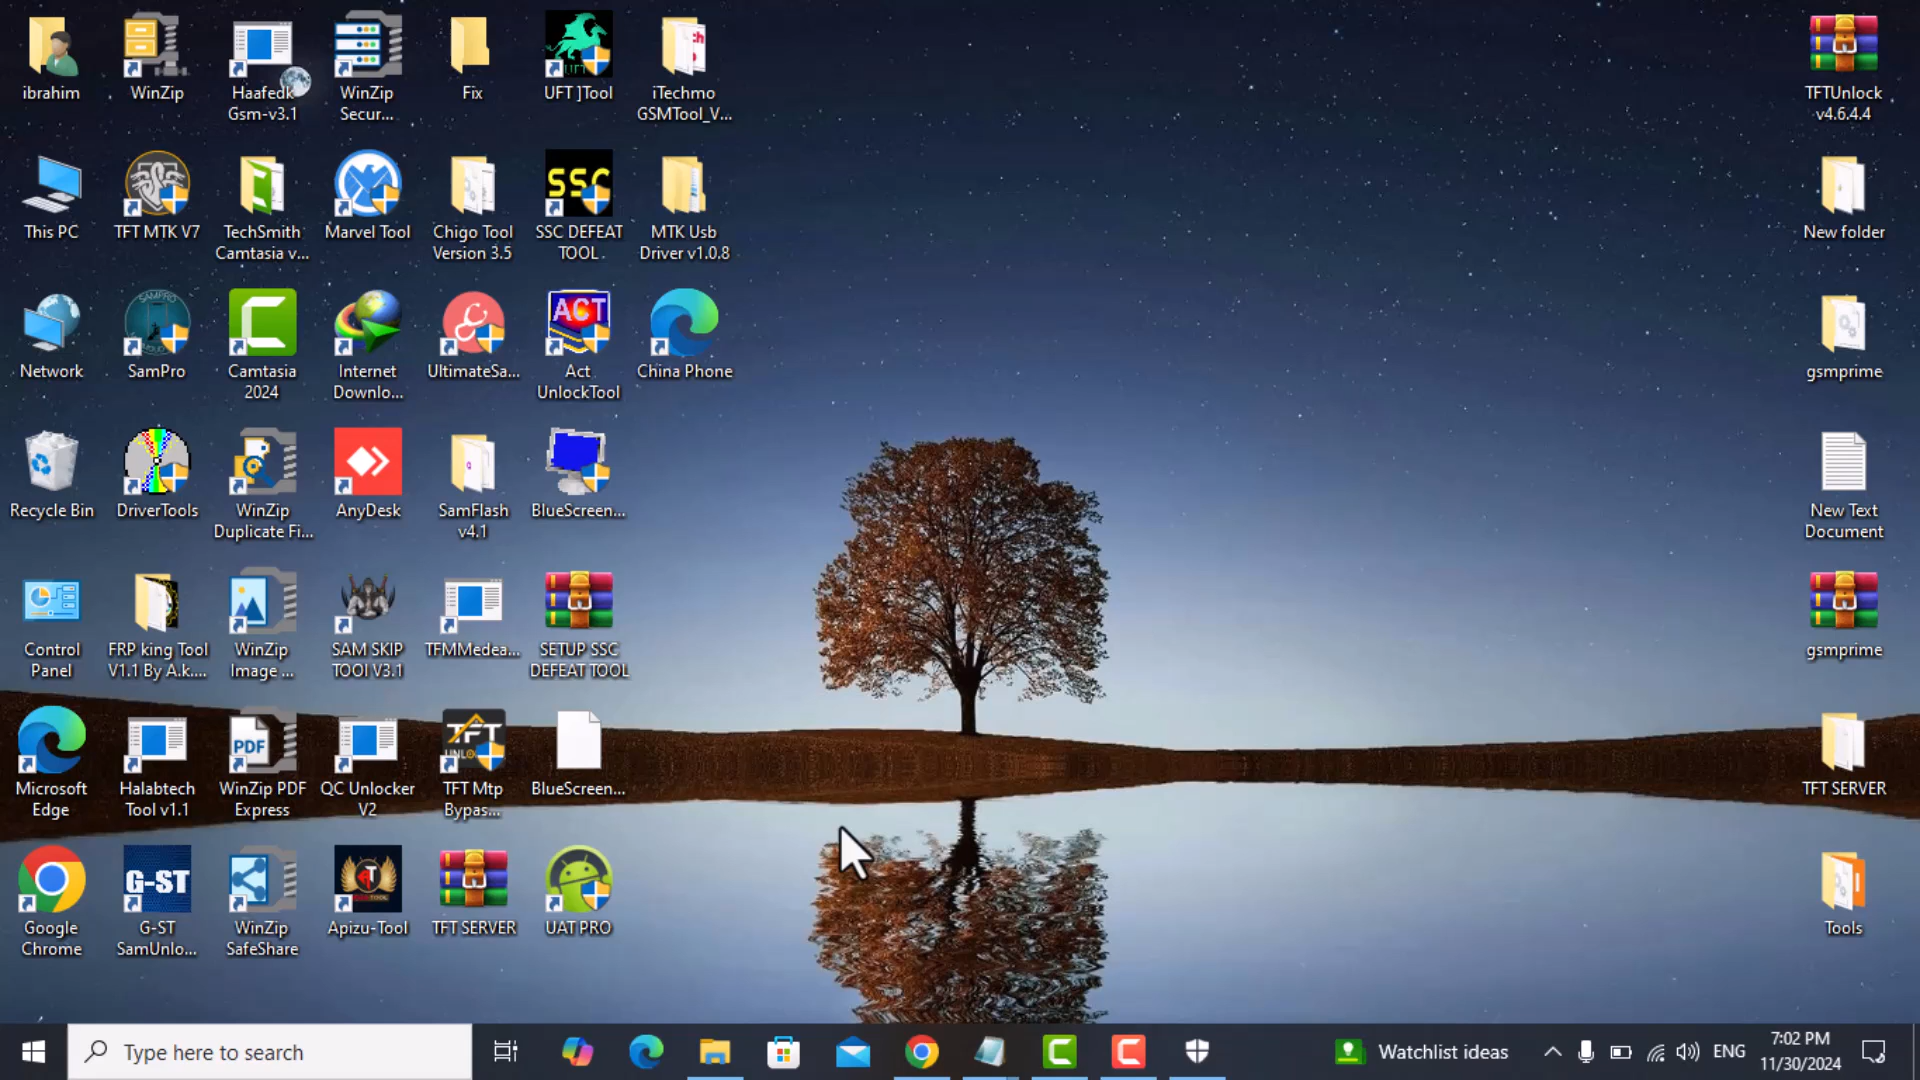 ibrahim
WinZip
Haafedk
Gsm-v3.1
WinZip
Secur...
Fix
UFT ]Tool
iTechmo
GSMTool_V...
TFTUnlock
v4.6.4.4
This PC
TFT MTK V7
TechSmith
Camtasia v...
Marvel Tool
Chigo Tool
Version 3.5
SSC
SSC DEFEAT
TOOL
MTK Usb
Driver v1.0.8
New folder
Network
SAMPRO
SamPro
Camtasia
2024
Internet
Downlo...
UltimateSa...
ACT
Act
UnlockTool
China Phone
gsmprime
Recycle Bin
DriverTools
WinZip
Duplicate Fi...
AnyDesk
SamFlash
v4.1
BlueScreen...
New Text
Document
Control
Panel
FRP king Tool
V1.1 By A.k....
WinZip
Image ...
SAM SKIP
TOOl V3.1
TFMMedea...
SETUP SSC
DEFEAT TOOL
gsmprime
Microsoft
Edge
Halabtech
Tool v1.1
PDF
WinZip PDF
Express
QC Unlocker
V2
TFT
TFT Mtp
Bypas...
BlueScreen...
TFT SERVER
Google
Chrome
G-ST
G-ST
SamUnlo...
WinZip
SafeShare
Apizu-Tool
TFT SERVER
UAT PRO
Tools
Type here to search
Watchlist ideas
ENG
7:02 PM
11/30/2024